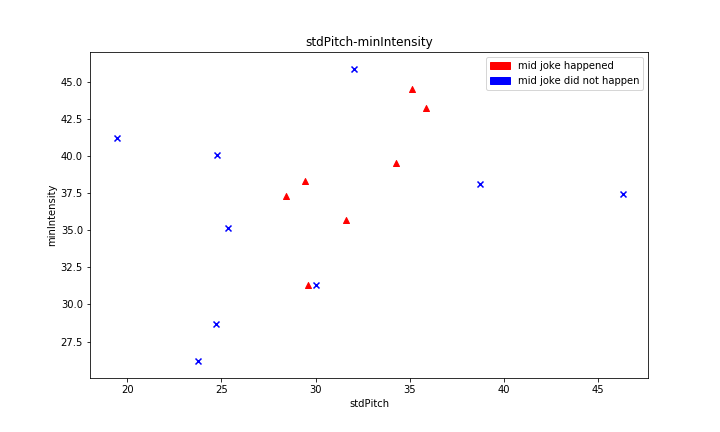 stdPitch-minIntensity
mid joke happened
mid joke did not happen
45.0
42.5
40.0
37.5
35.0
32.5
30.0
27.5
minIntensity
20 25 30 35 40 45
stdPitch